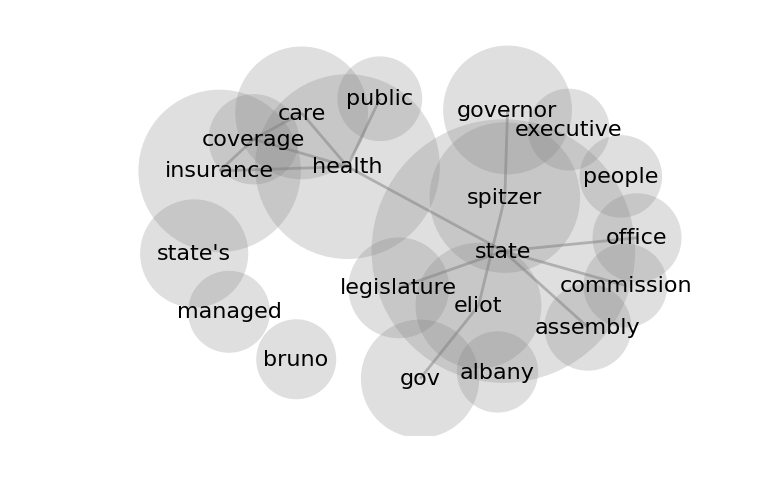 public
governor
care
executive
coverage
health
insurance
people
spitzer
office
state
state's
legislature
commission
eliot
managed
assembly
bruno
albany
gov